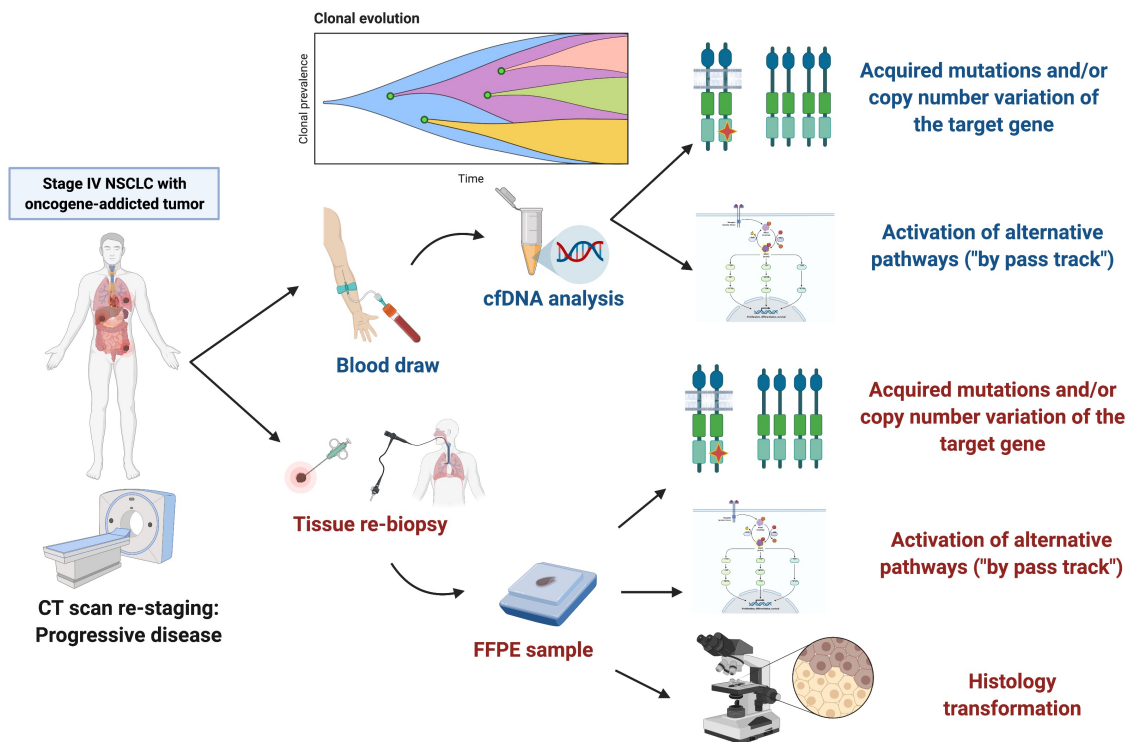 Clonal evolution
Clonal prevalence
Time
Stage IV NSCLC with
oncogene-addicted tumor
CT scan re-staging:
Progressive disease
Blood draw
cfDNA analysis
Acquired mutations and/or
copy number variation of
the target gene
Activation of alternative
pathways ("by pass track")
Tissue re-biopsy
FFPE sample
Acquired mutations and/or
copy number variation of the
target gene
Activation of alternative
pathways ("by pass track")
Histology
transformation